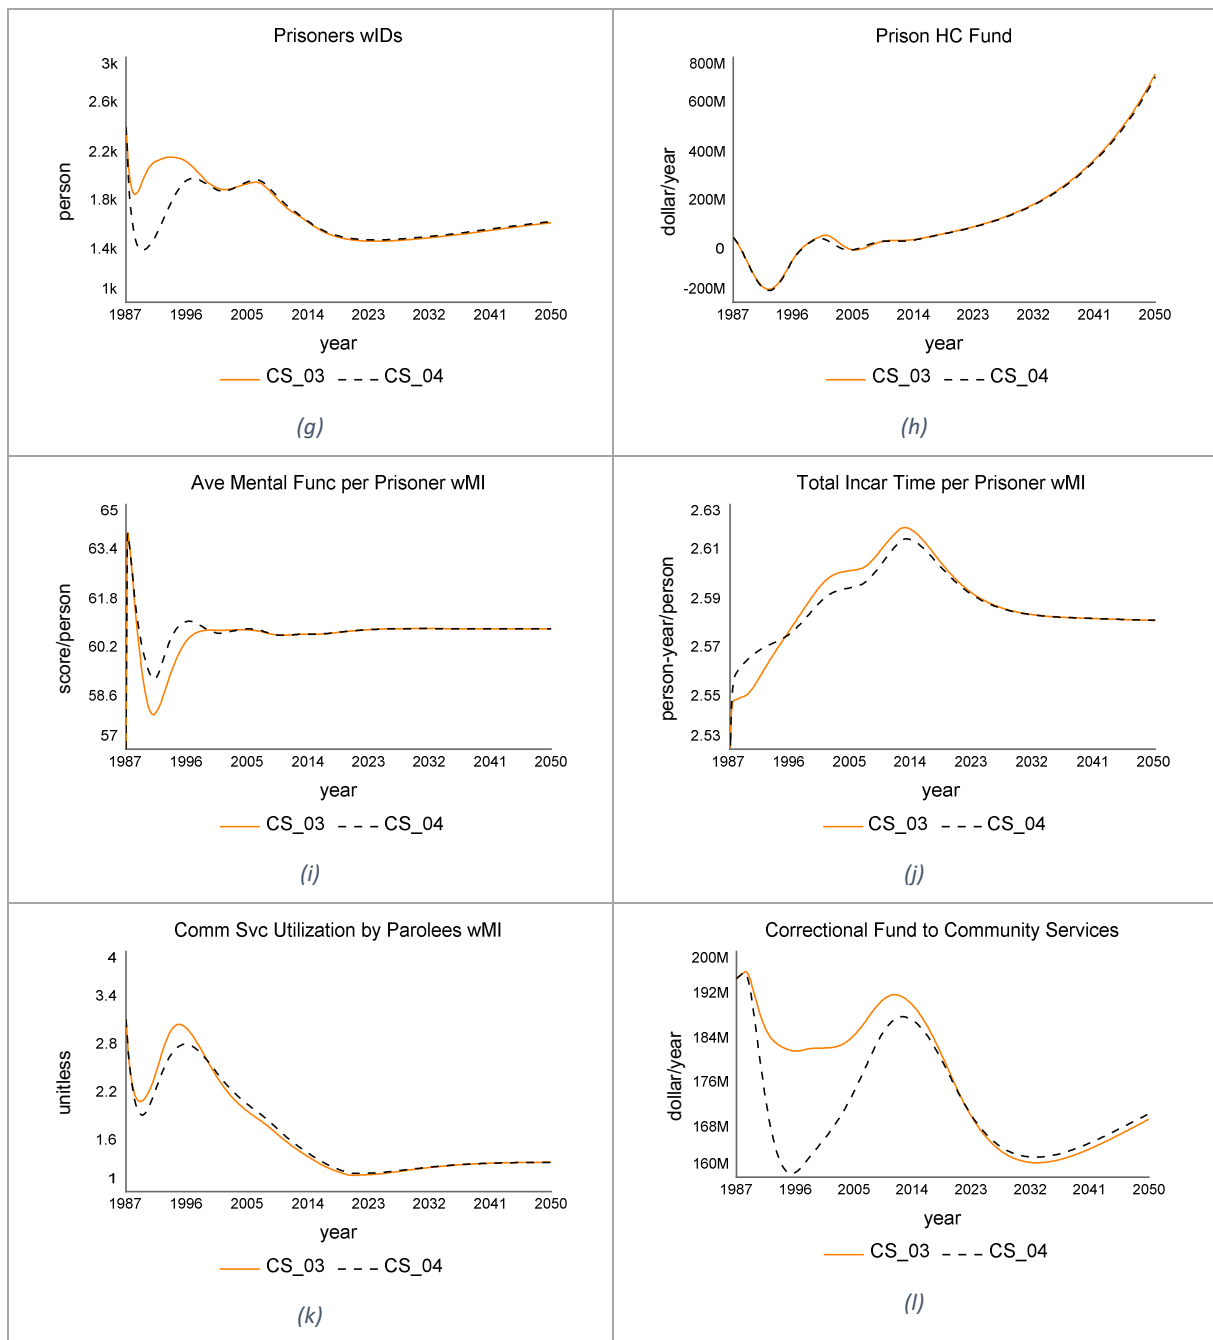 Prisoners wIDs
3k
2.6k
2.2k
1.8k
1.4k
1k
person
1987 1996 2005 2014 2023 2032 2041 2050
year
CS_03 CS_04
(g)
Prison HC Fund
800M
600M
400M
200M
0
-200M
dollar/year
1987 1996 2005 2014 2023 2032 2041 2050
year
CS_03 CS_04
(h)
Ave Mental Func per Prisoner wMI
65
63.4
61.8
60.2
58.6
57
score/person
1987 1996 2005 2014 2023 2032 2041 2050
year
CS_03 CS_04
(i)
Total Incar Time per Prisoner wMI
2.63
2.61
2.59
2.57
2.55
2.53
person-year/person
1987 1996 2005 2014 2023 2032 2041 2050
year
CS_03 CS_04
(j)
Comm Svc Utilization by Parolees wMI
4
3.4
2.8
2.2
1.6
1
unitless
1987 1996 2005 2014 2023 2032 2041 2050
year
CS_03 CS_04
(k)
Correctional Fund to Community Services
200M
192M
184M
176M
168M
160M
dollar/year
1987 1996 2005 2014 2023 2032 2041 2050
year
CS_03 CS_04
(l)